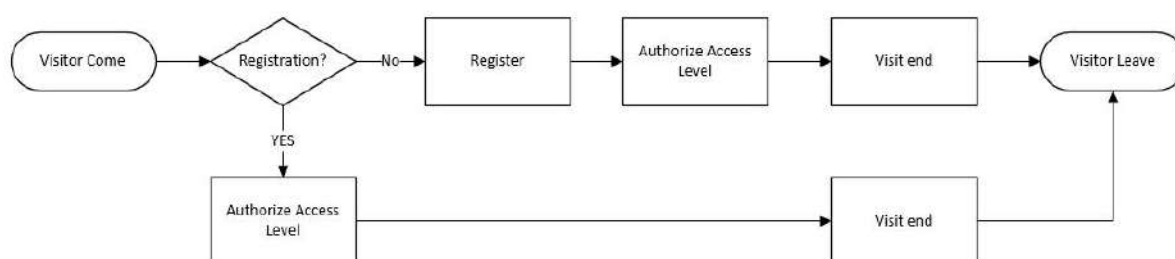 Visitor Come
Registration?
No
Register
Authorize Access
Level
Visit end
Visitor Leave
YES
Authorize Access
Level
Visit end